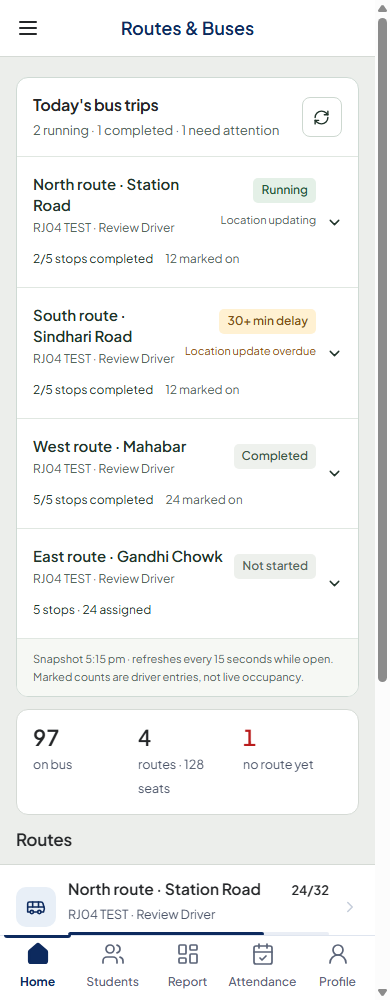 Routes & Buses
Today's bus trips
2 running · 1 completed · 1 need attention
North route · Station
Road
Running
RJ04 TEST · Review Driver
Location updating
2/5 stops completed 12 marked on
South route ·
Sindhari Road
30+ min delay
RJ04 TEST · Review Driver
Location update overdue
2/5 stops completed 12 marked on
West route · Mahabar
Completed
RJ04 TEST · Review Driver
5/5 stops completed 24 marked on
East route · Gandhi Chowk
Not started
RJ04 TEST · Review Driver
5 stops · 24 assigned
Snapshot 5:15 pm · refreshes every 15 seconds while open.
Marked counts are driver entries, not live occupancy.
97 4 1
on bus routes · 128 no route yet
seats
Routes
North route · Station Road 24/32
RJ04 TEST · Review Driver
Home Students Report Attendance Profile